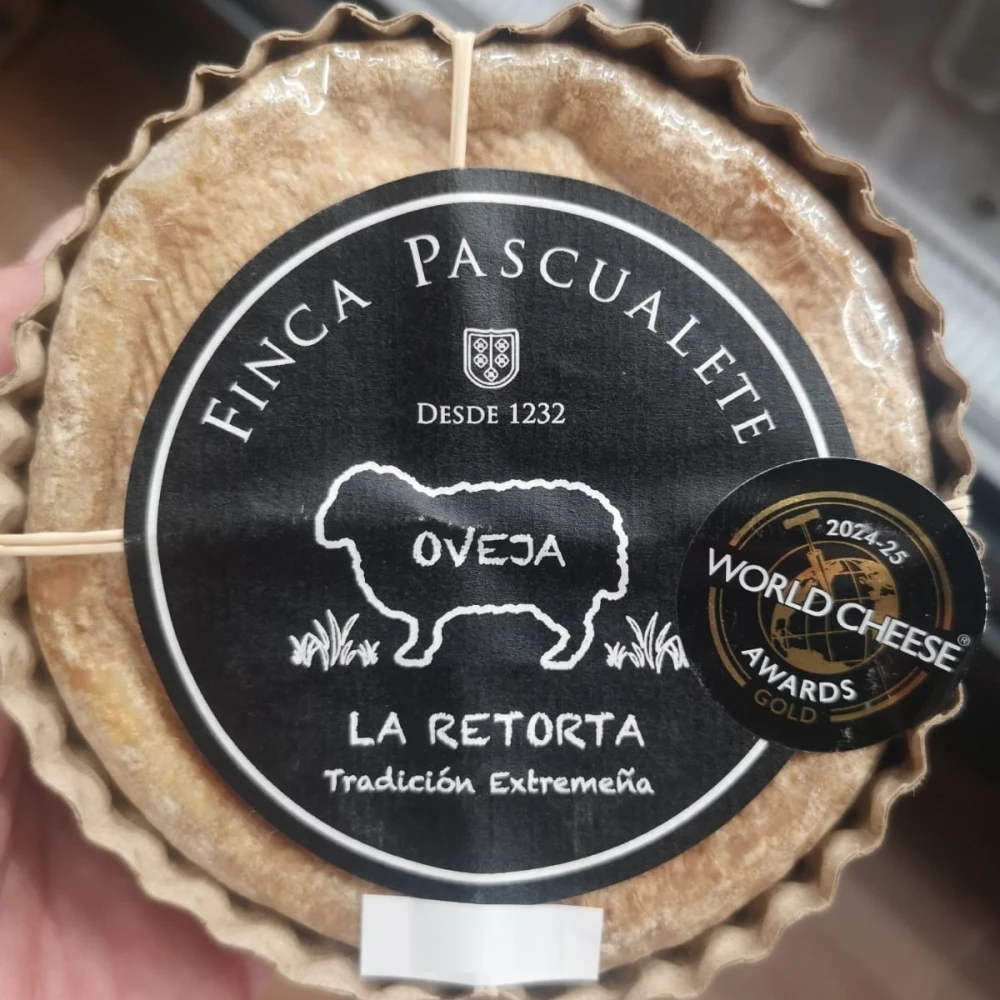 FINCA PASCUALETE
DESDE 1232
OVEJA
LA RETORTA
Tradición Extremeña
2024-25
WORLD CHEESE®
AWARDS
GOLD